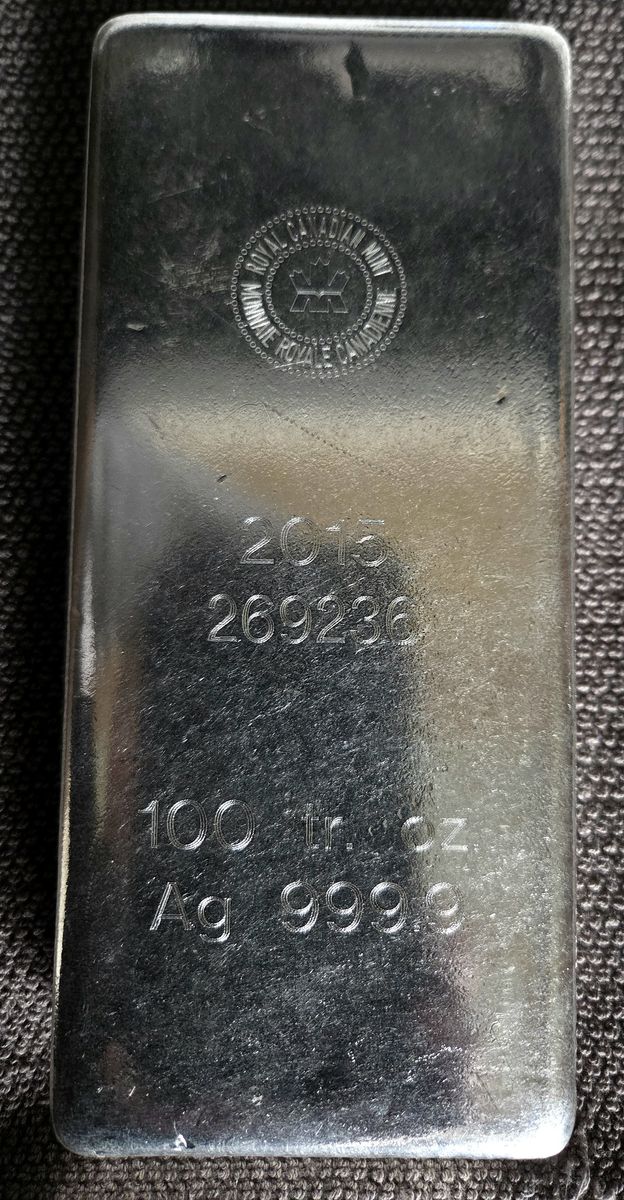 ROYAL CANADIAN MINT
MONNAIE ROYALE CANADIENNE
2015
269236
100 tr. oz.
Ag 999.9